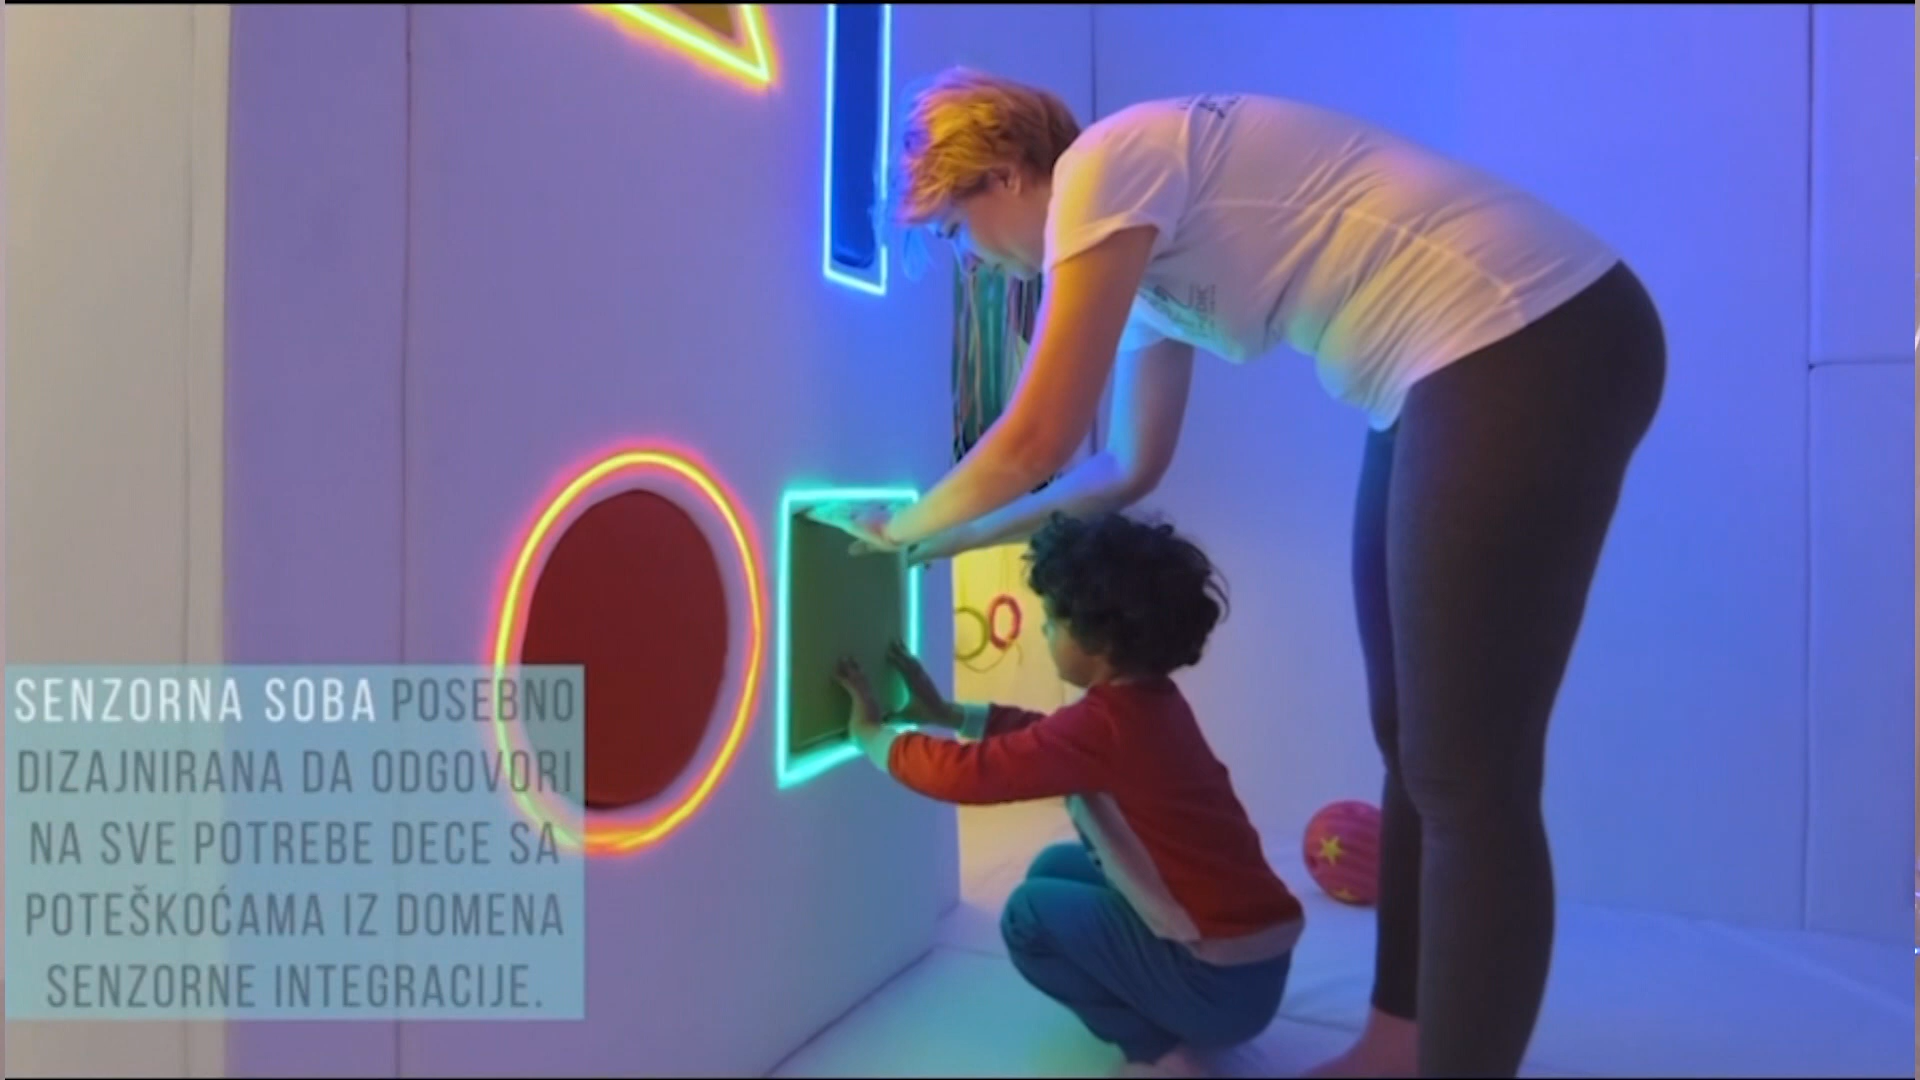 SENZORNA SOBA POSEBNO
DIZAJNIRANA DA ODGOVORI
NA SVE POTREBE DECE SA
POTEŠKOĆAMA IZ DOMENA
SENZORNE INTEGRACIJE.